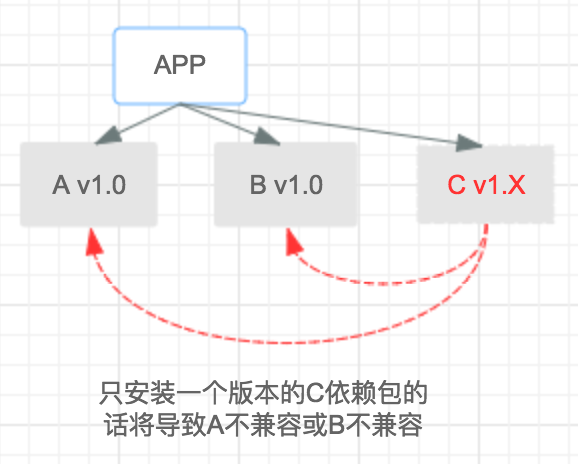 APP
A v1.0
B v1.0
C v1.X
只安装一个版本的C依赖包的
话将导致A不兼容或B不兼容